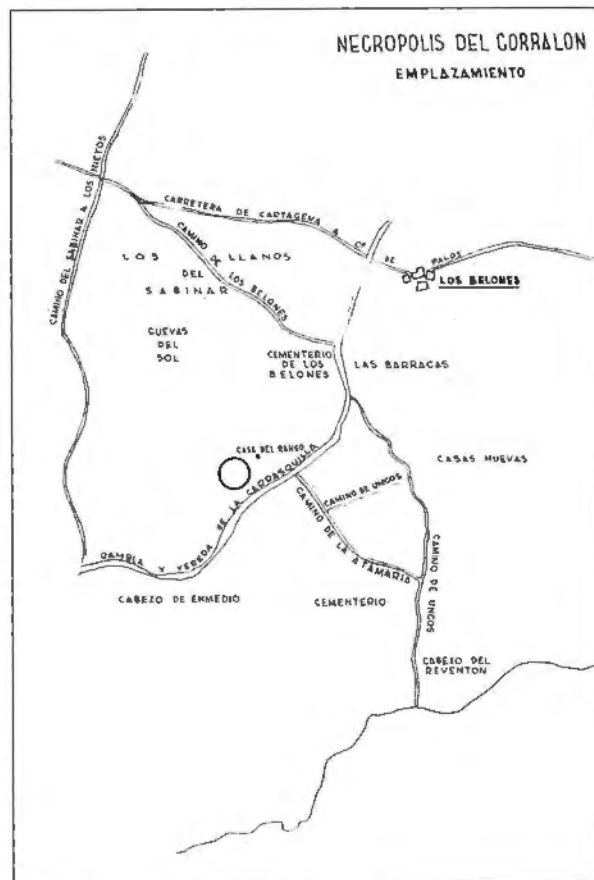 NECROPOLIS DEL CORRALON
EMPLAZAMIENTO
CAMINO DEL SABINAR A LOS NIETOS
CARRETERA DE CARTAGENA A Cº DE PALOS
LOS BELONES
CAMINO DE LOS BELONES
LOS LLANOS
DEL
SABINAR
CUEVAS
DEL
SOL
CEMENTERIO
DE LOS
BELONES
LAS BARRACAS
CASA DEL RANGO
CASAS NUEVAS
CAMINO DE UNGOS
RAMBLA Y VEREDA DE LA CARRASQUILLA
CAMINO DE LA ATAMARIA
CAMINO DE UNGOS
CABEZO DE ENMEDIO
CEMENTERIO
CABEZO DEL
REVENTON